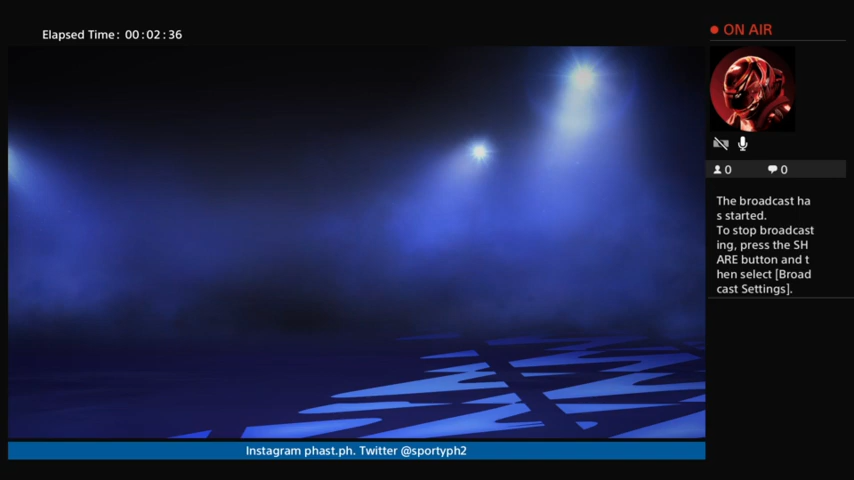 Elapsed Time: 00:02:36
ON AIR
0 0
The broadcast ha
s started.
To stop broadcast
ing, press the SH
ARE button and t
hen select [Broad
cast Settings].
Instagram phast.ph. Twitter @sportyph2